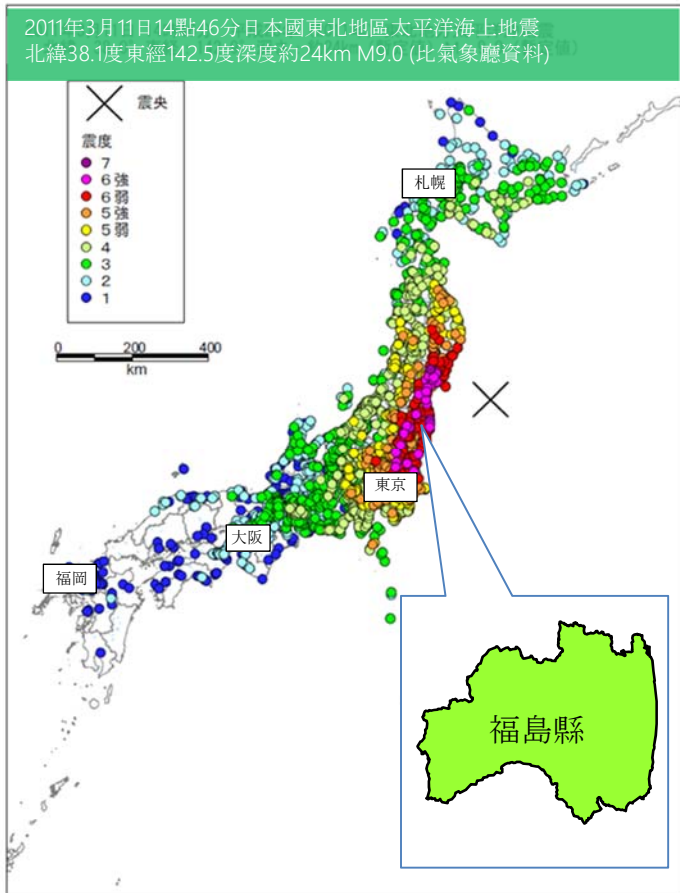 2011年3月11日14點46分日本國東北地區太平洋海上地震
北緯38.1度東經142.5度深度約24km M9.0 (比氣象廳資料)
震央
震度
7
6強
6弱
5強
5弱
4
3
2
1
0 200 400
km
札幌
東京
大阪
福岡
福島縣